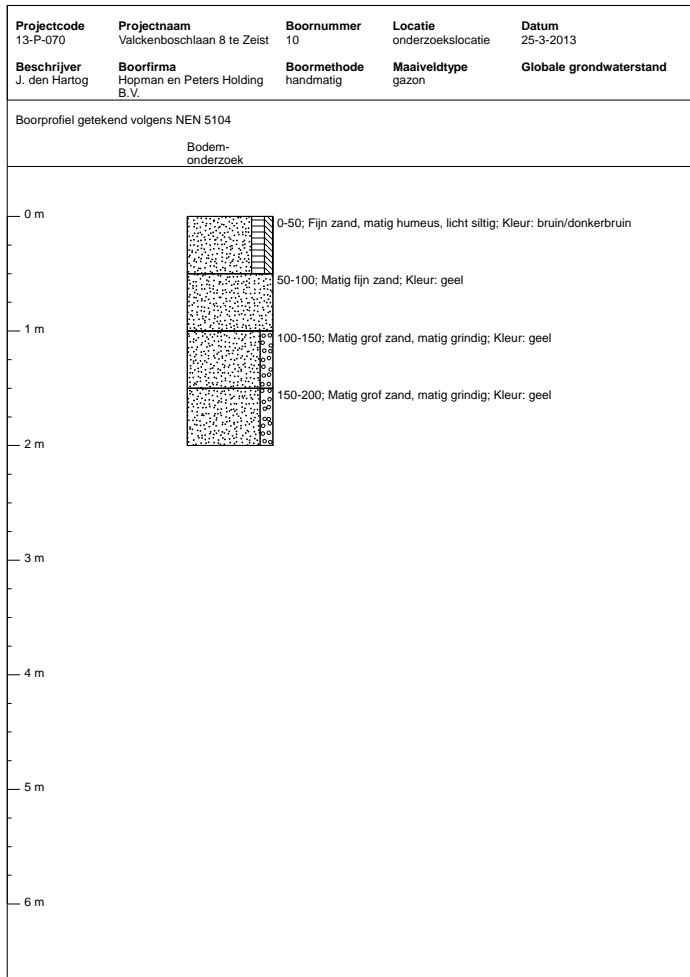 Projectcode Projectnaam Boornummer Locatie Datum
13-P-070 Valckenboschlaan 8 te Zeist 10 onderzoekslocatie 25-3-2013
Beschrijver Boorfirma Boormethode Maaiveldtype Globale grondwaterstand
J. den Hartog Hopman en Peters Holding handmatig gazon
B.V.
Boorprofiel getekend volgens NEN 5104
Bodem-
onderzoek
0 m
0-50; Fijn zand, matig humeus, licht siltig; Kleur: bruin/donkerbruin
50-100; Matig fijn zand; Kleur: geel
1 m
100-150; Matig grof zand, matig grindig; Kleur: geel
150-200; Matig grof zand, matig grindig; Kleur: geel
2 m
3 m
4 m
5 m
6 m